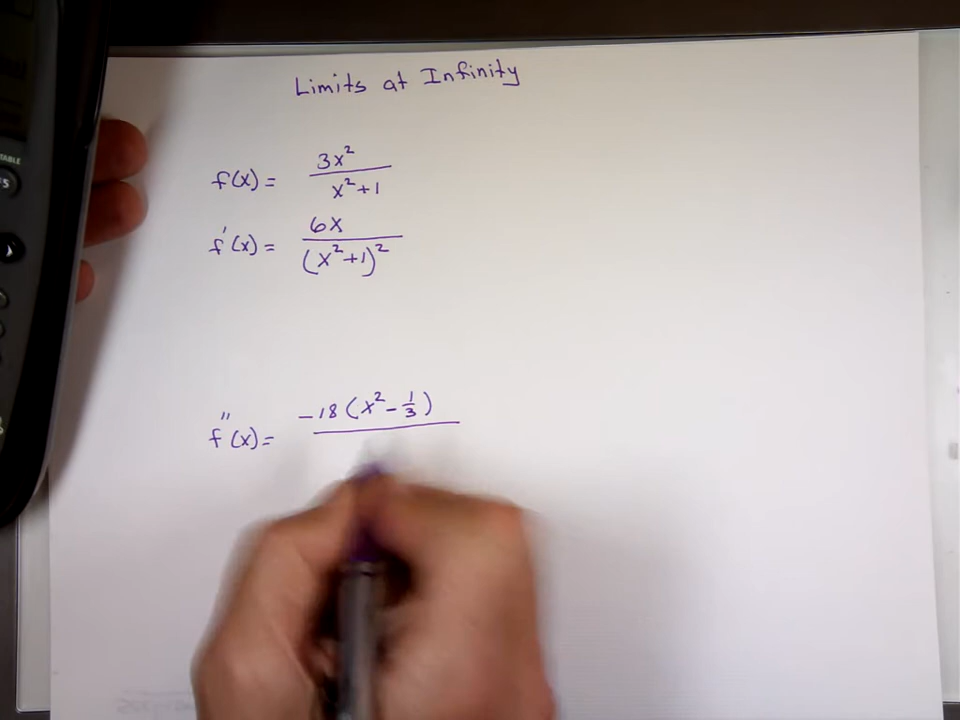 Limits at Infinity
f(x) = 3x² / x²+1
f'(x) = 6x / (x²+1)²
f''(x) = -18(x² - 1/3)